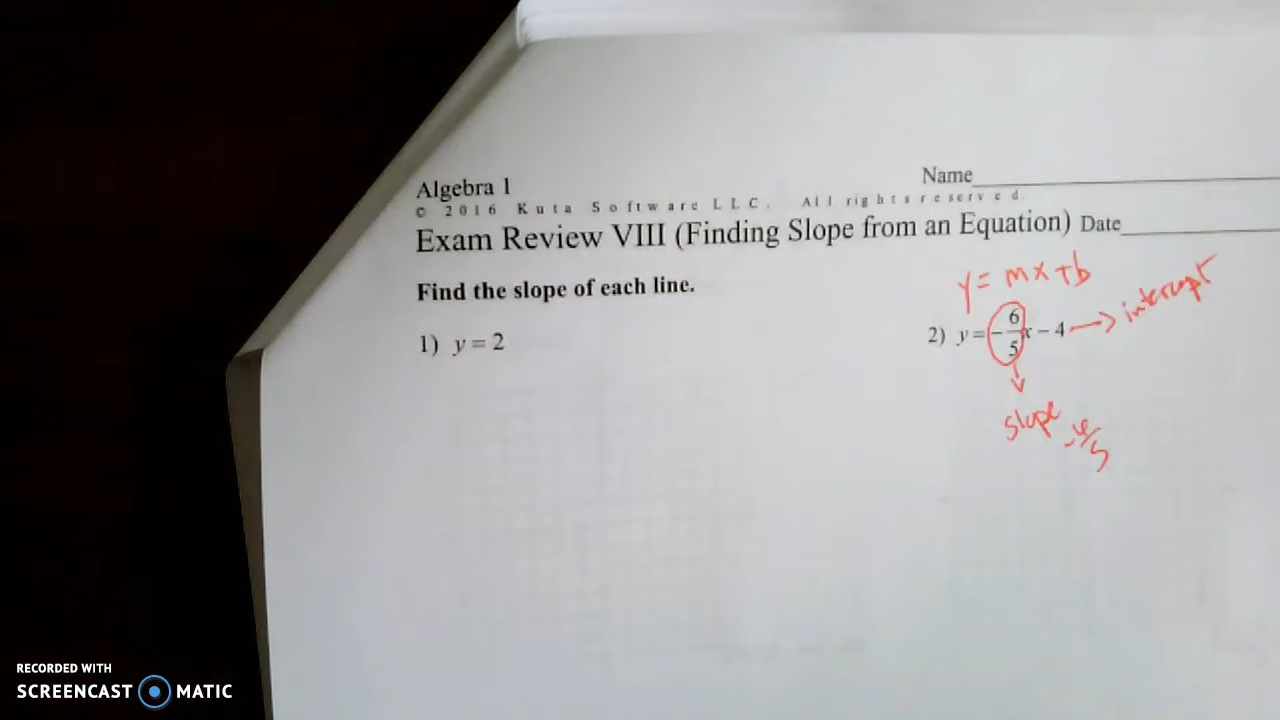 Algebra 1
Name
© 2016 Kuta Software LLC. All rights reserved.
Exam Review VIII (Finding Slope from an Equation) Date
Find the slope of each line.
y = mx + b
1) y = 2
2) y = -6/5 x - 4 → intercept
slope -6/5
RECORDED WITH
SCREENCAST MATIC